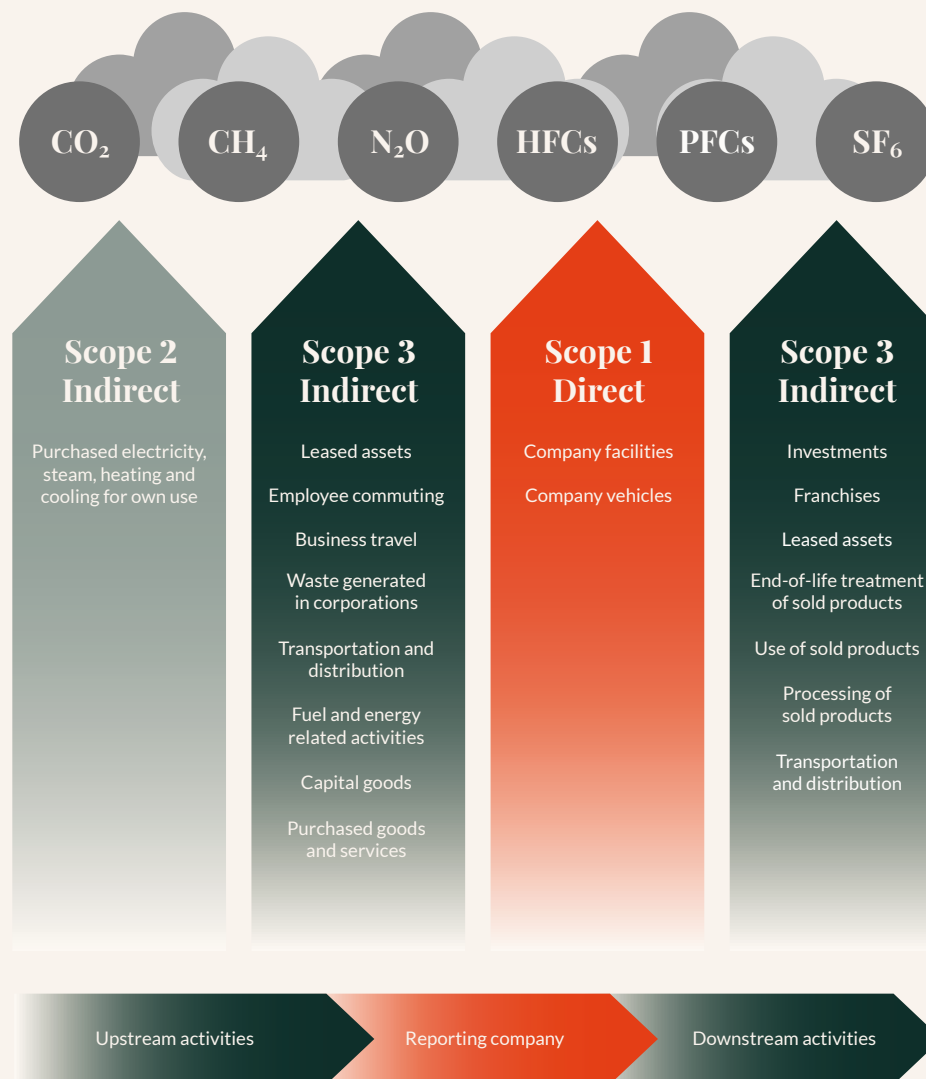 CO₂
CH₄
N₂O
HFCs
PFCs
SF₆
Scope 2
Indirect
Purchased electricity,
steam, heating and
cooling for own use
Scope 3
Indirect
Leased assets
Employee commuting
Business travel
Waste generated
in corporations
Transportation and
distribution
Fuel and energy
related activities
Capital goods
Purchased goods
and services
Scope 1
Direct
Company facilities
Company vehicles
Scope 3
Indirect
Investments
Franchises
Leased assets
End-of-life treatment
of sold products
Use of sold products
Processing of
sold products
Transportation
and distribution
Upstream activities
Reporting company
Downstream activities